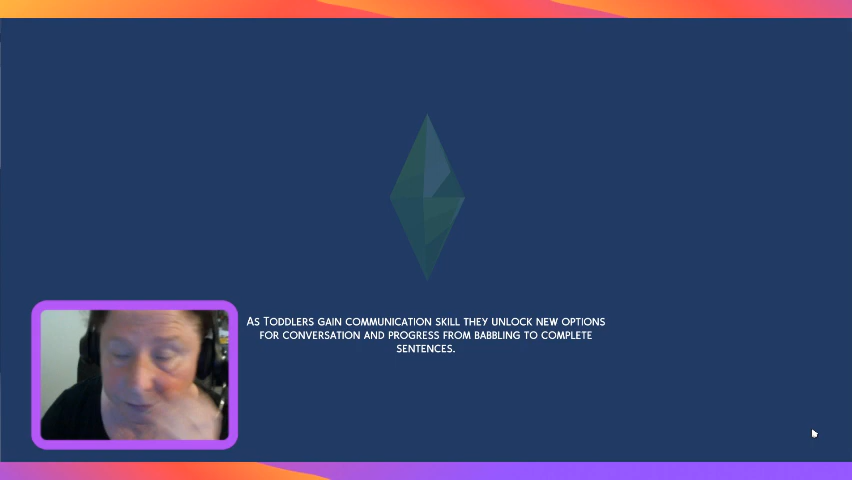 As Toddlers gain communication skill they unlock new options
for conversation and progress from babbling to complete
sentences.